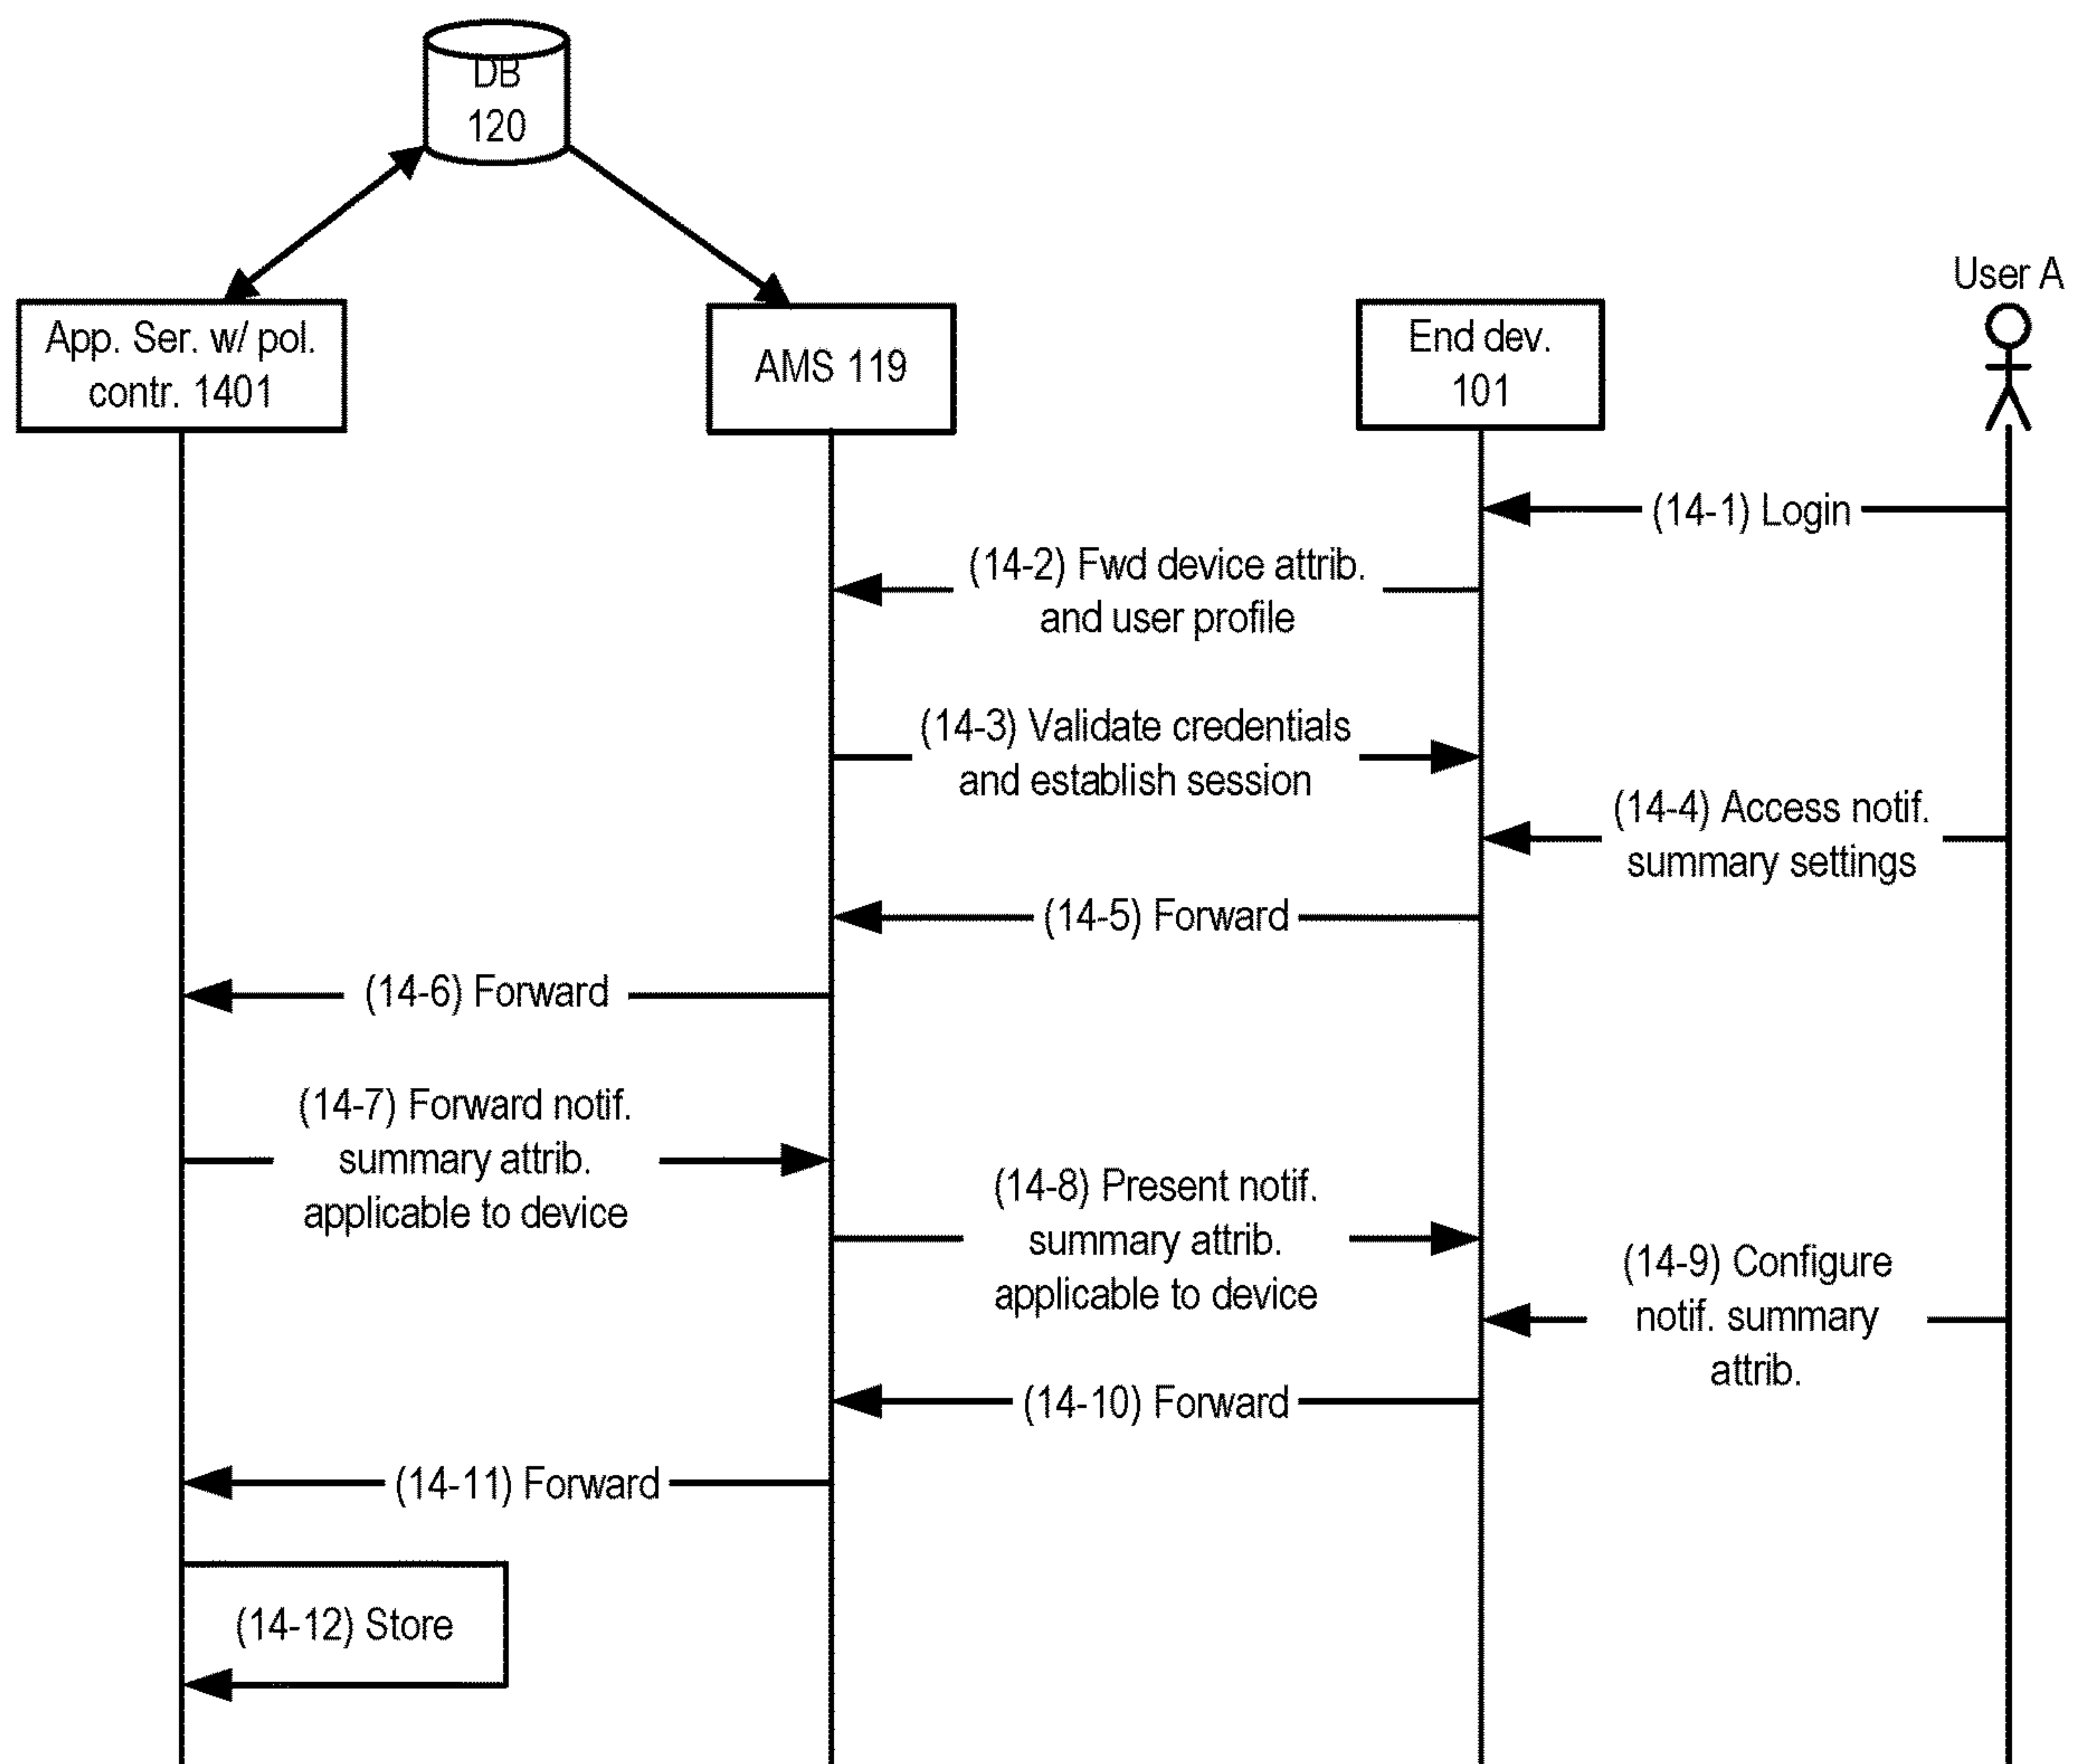 DB
120
User A
App. Ser. w/ pol.
contr. 1401
AMS 119
End dev.
101
(14-1) Login
(14-2) Fwd device attrib.
and user profile
(14-3) Validate credentials
and establish session
(14-4) Access notif.
summary settings
(14-5) Forward
(14-6) Forward
(14-7) Forward notif.
summary attrib.
applicable to device
(14-8) Present notif.
summary attrib.
applicable to device
(14-9) Configure
notif. summary
attrib.
(14-10) Forward
(14-11) Forward
(14-12) Store